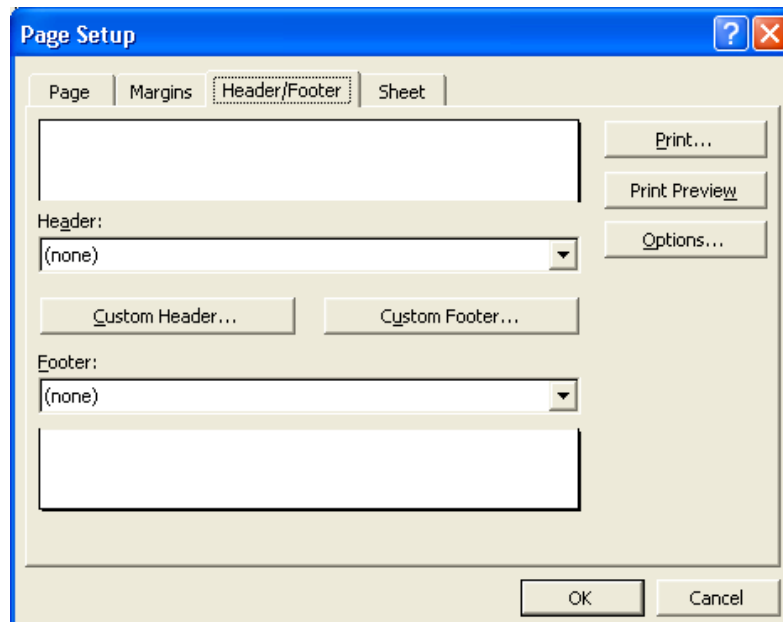 Page Setup
Page Margins Header/Footer Sheet
Print...
Print Preview
Header:
(none)
Options...
Custom Header... Custom Footer...
Footer:
(none)
OK Cancel